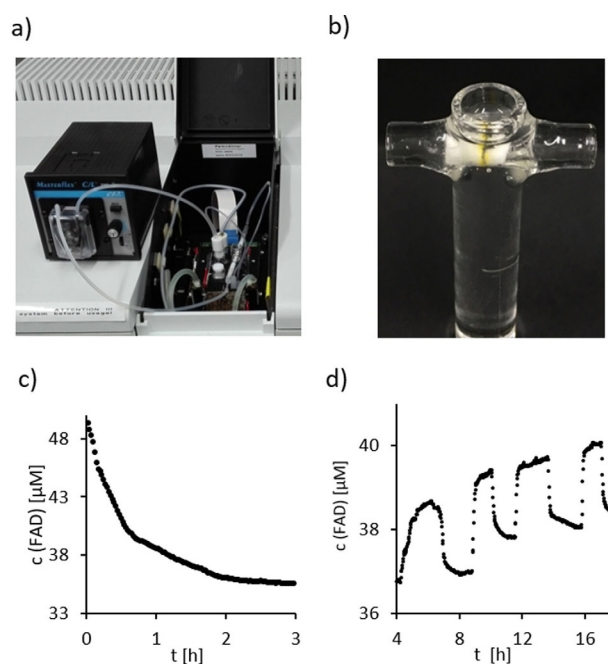 a)
b)
MASTERFLEX C/L
ATTENTION !!!
system before usage!
c)
d)
c (FAD) [µM]
48
43
38
33
0
1
2
3
t [h]
c (FAD) [µM]
40
38
36
4
8
12
16
t [h]